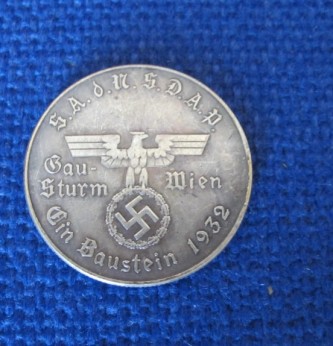 S.A.d.N.S.D.A.P.
Gau-
Sturm Wien
Ein Baustein 1932